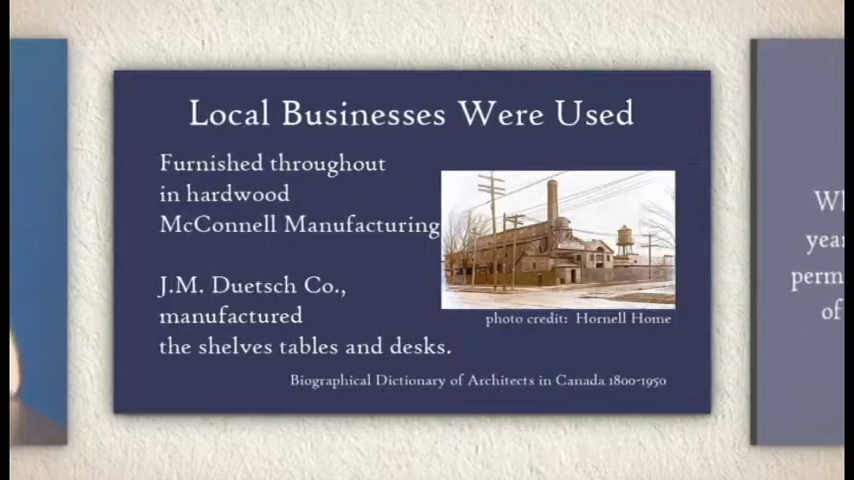 Local Businesses Were Used
Furnished throughout
in hardwood
McConnell Manufacturing
J.M. Duetsch Co.,
manufactured
the shelves tables and desks.
photo credit: Hornell Home
Biographical Dictionary of Architects in Canada 1800-1950
of